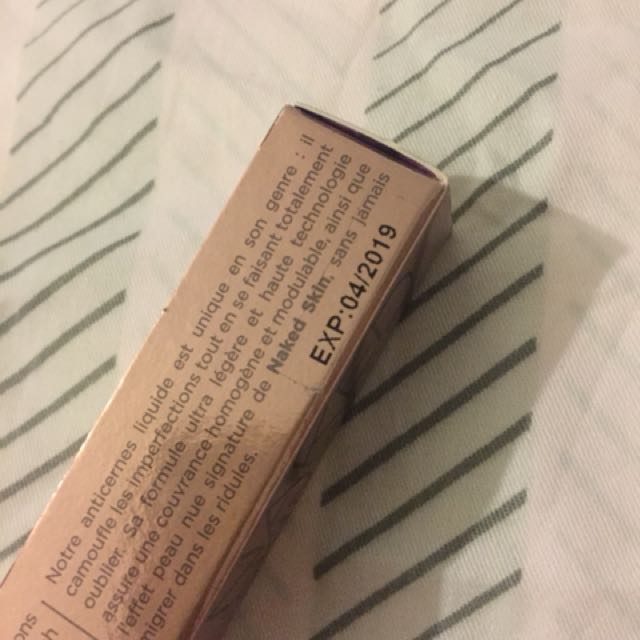 Notre anticernes liquide est unique en son genre : il
camoufle les imperfections tout en se faisant totalement
oublier. Sa formule ultra légère et haute technologie
assure une couvrance homogène et modulable, ainsi que
l'effet peau nue signature de Naked Skin, sans jamais
migrer dans les ridules.
EXP:04/2019